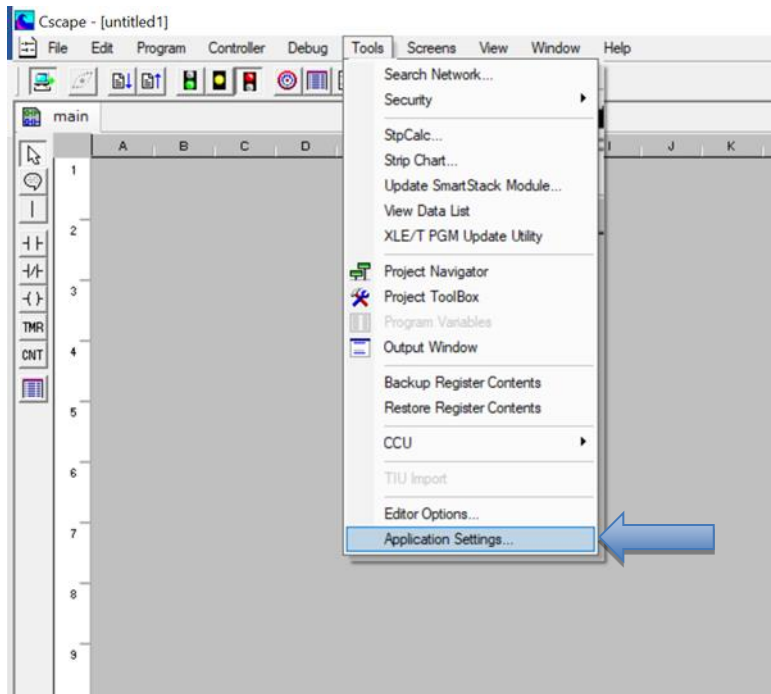 Cscape - [untitled1]
File Edit Program Controller Debug Tools Screens View Window Help
main
A B C D I J K
1
2
3
4
5
6
7
8
9
TMR
CNT
Search Network...
Security
StpCalc...
Strip Chart...
Update SmartStack Module...
View Data List
XLE/T PGM Update Utility
Project Navigator
Project ToolBox
Program Variables
Output Window
Backup Register Contents
Restore Register Contents
CCU
TIU Import
Editor Options...
Application Settings...